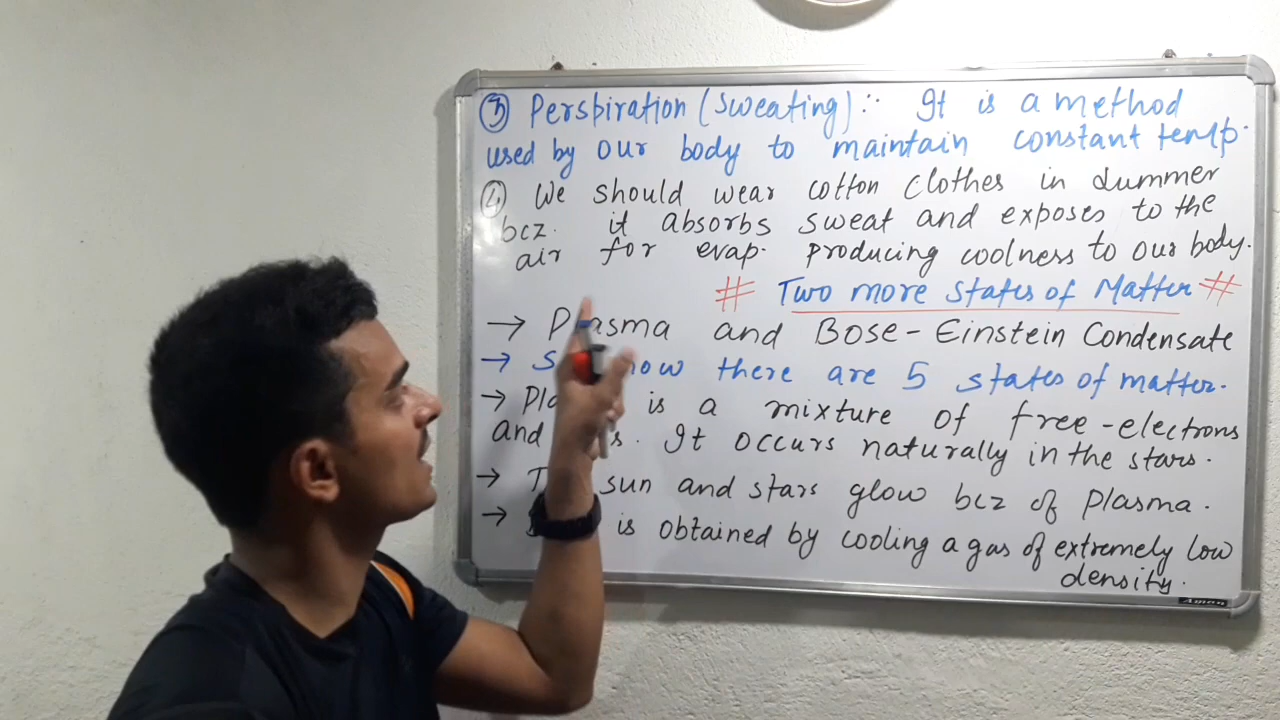 ③ Perspiration (Sweating) :· It is a method
used by our body to maintain constant temp.
④ We should wear cotton clothes in summer
bcz. it absorbs sweat and exposes to the
air for evap. producing coolness to our body.
# Two more states of Matter #
→ Plasma and Bose-Einstein Condensate
→ now there are 5 states of matter.
→ is a mixture of free-electrons
and It occurs naturally in the stars.
→ sun and stars glow bcz of plasma.
→ is obtained by cooling a gas of extremely low
density.
Amon